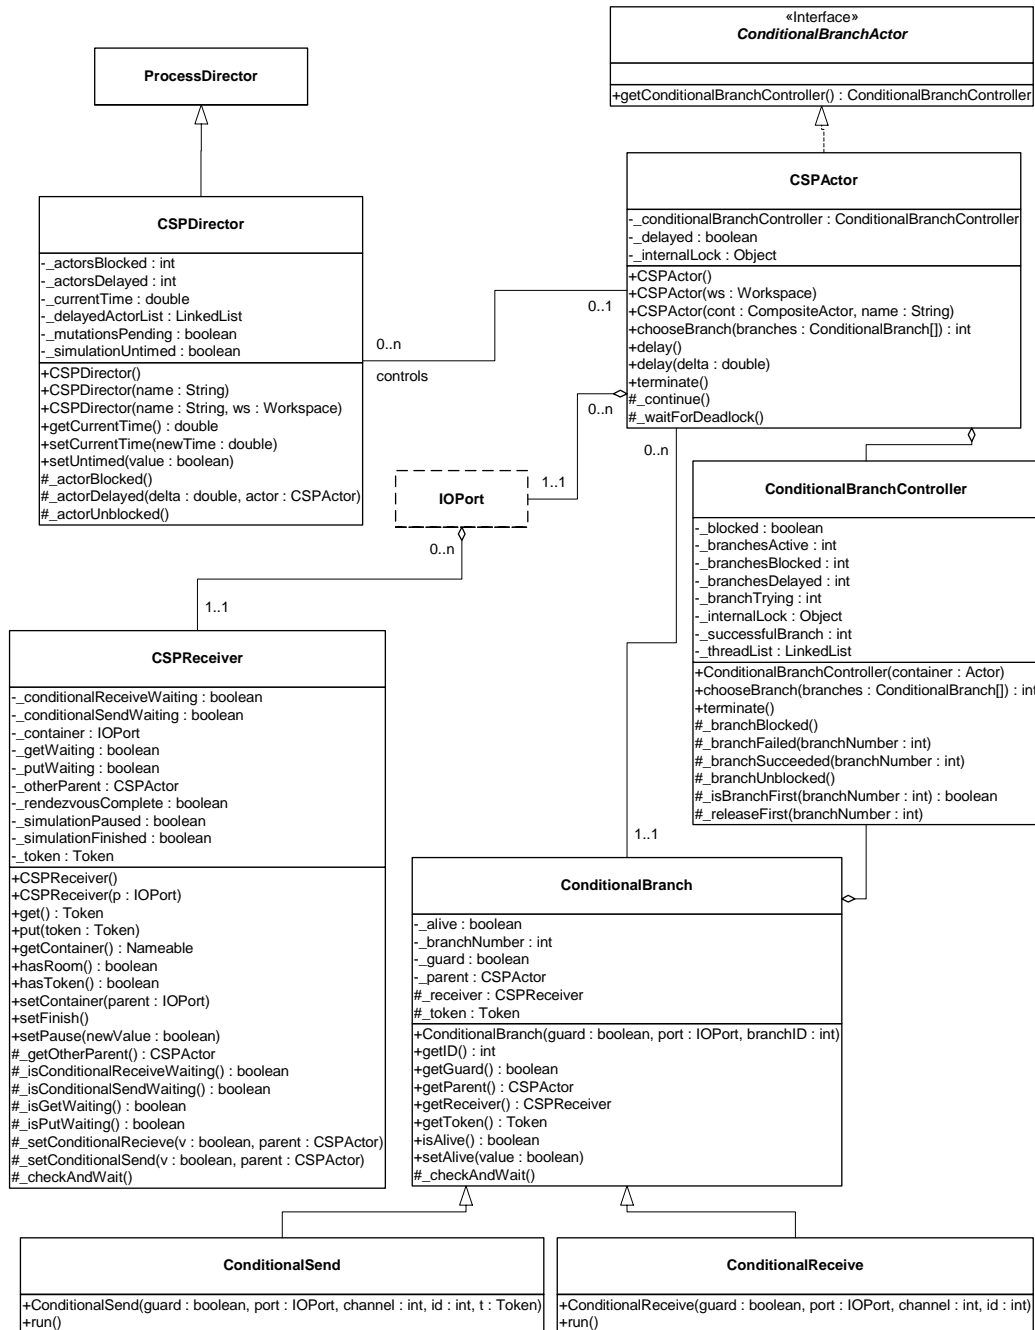 «Interface»
ConditionalBranchActor
+getConditionalBranchController() : ConditionalBranchController
ProcessDirector
CSPDirector
-_actorsBlocked : int
-_actorsDelayed : int
-_currentTime : double
-_delayedActorList : LinkedList
-_mutationsPending : boolean
-_simulationUntimed : boolean
+CSPDirector()
+CSPDirector(name : String)
+CSPDirector(name : String, ws : Workspace)
+getCurrentTime() : double
+setCurrentTime(newTime : double)
+setUntimed(value : boolean)
#_actorBlocked()
#_actorDelayed(delta : double, actor : CSPActor)
#_actorUnblocked()
0..1
0..n
controls
CSPActor
-_conditionalBranchController : ConditionalBranchController
-_delayed : boolean
-_internalLock : Object
+CSPActor()
+CSPActor(ws : Workspace)
+CSPActor(cont : CompositeActor, name : String)
+chooseBranch(branches : ConditionalBranch[]) : int
+delay()
+delay(delta : double)
+terminate()
#_continue()
#_waitForDeadlock()
0..n
0..n
1..1
IOPort
0..n
1..1
ConditionalBranchController
-_blocked : boolean
-_branchesActive : int
-_branchesBlocked : int
-_branchesDelayed : int
-_branchTrying : int
-_internalLock : Object
-_successfulBranch : int
-_threadList : LinkedList
+ConditionalBranchController(container : Actor)
+chooseBranch(branches : ConditionalBranch[]) : int
+terminate()
#_branchBlocked()
#_branchFailed(branchNumber : int)
#_branchSucceeded(branchNumber : int)
#_branchUnblocked()
#_isBranchFirst(branchNumber : int) : boolean
#_releaseFirst(branchNumber : int)
CSPReceiver
-_conditionalReceiveWaiting : boolean
-_conditionalSendWaiting : boolean
-_container : IOPort
-_getWaiting : boolean
-_putWaiting : boolean
-_otherParent : CSPActor
-_rendezvousComplete : boolean
-_simulationPaused : boolean
-_simulationFinished : boolean
-_token : Token
+CSPReceiver()
+CSPReceiver(p : IOPort)
+get() : Token
+put(token : Token)
+getContainer() : Nameable
+hasRoom() : boolean
+hasToken() : boolean
+setContainer(parent : IOPort)
+setFinish()
+setPause(newValue : boolean)
#_getOtherParent() : CSPActor
#_isConditionalReceiveWaiting() : boolean
#_isConditionalSendWaiting() : boolean
#_isGetWaiting() : boolean
#_isPutWaiting() : boolean
#_setConditionalRecieve(v : boolean, parent : CSPActor)
#_setConditionalSend(v : boolean, parent : CSPActor)
#_checkAndWait()
1..1
ConditionalBranch
-_alive : boolean
-_branchNumber : int
-_guard : boolean
-_parent : CSPActor
#_receiver : CSPReceiver
#_token : Token
+ConditionalBranch(guard : boolean, port : IOPort, branchID : int)
+getID() : int
+getGuard() : boolean
+getParent() : CSPActor
+getReceiver() : CSPReceiver
+getToken() : Token
+isAlive() : boolean
+setAlive(value : boolean)
#_checkAndWait()
ConditionalSend
+ConditionalSend(guard : boolean, port : IOPort, channel : int, id : int, t : Token)
+run()
ConditionalReceive
+ConditionalReceive(guard : boolean, port : IOPort, channel : int, id : int)
+run()